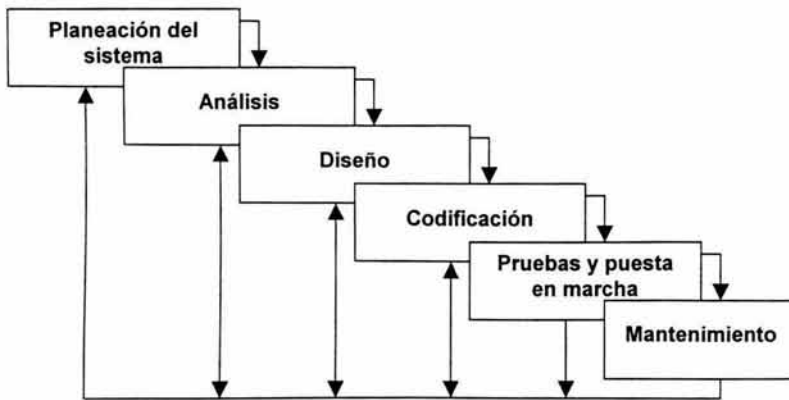 Planeación del
sistema
Análisis
Diseño
Codificación
Pruebas y puesta
en marcha
Mantenimiento